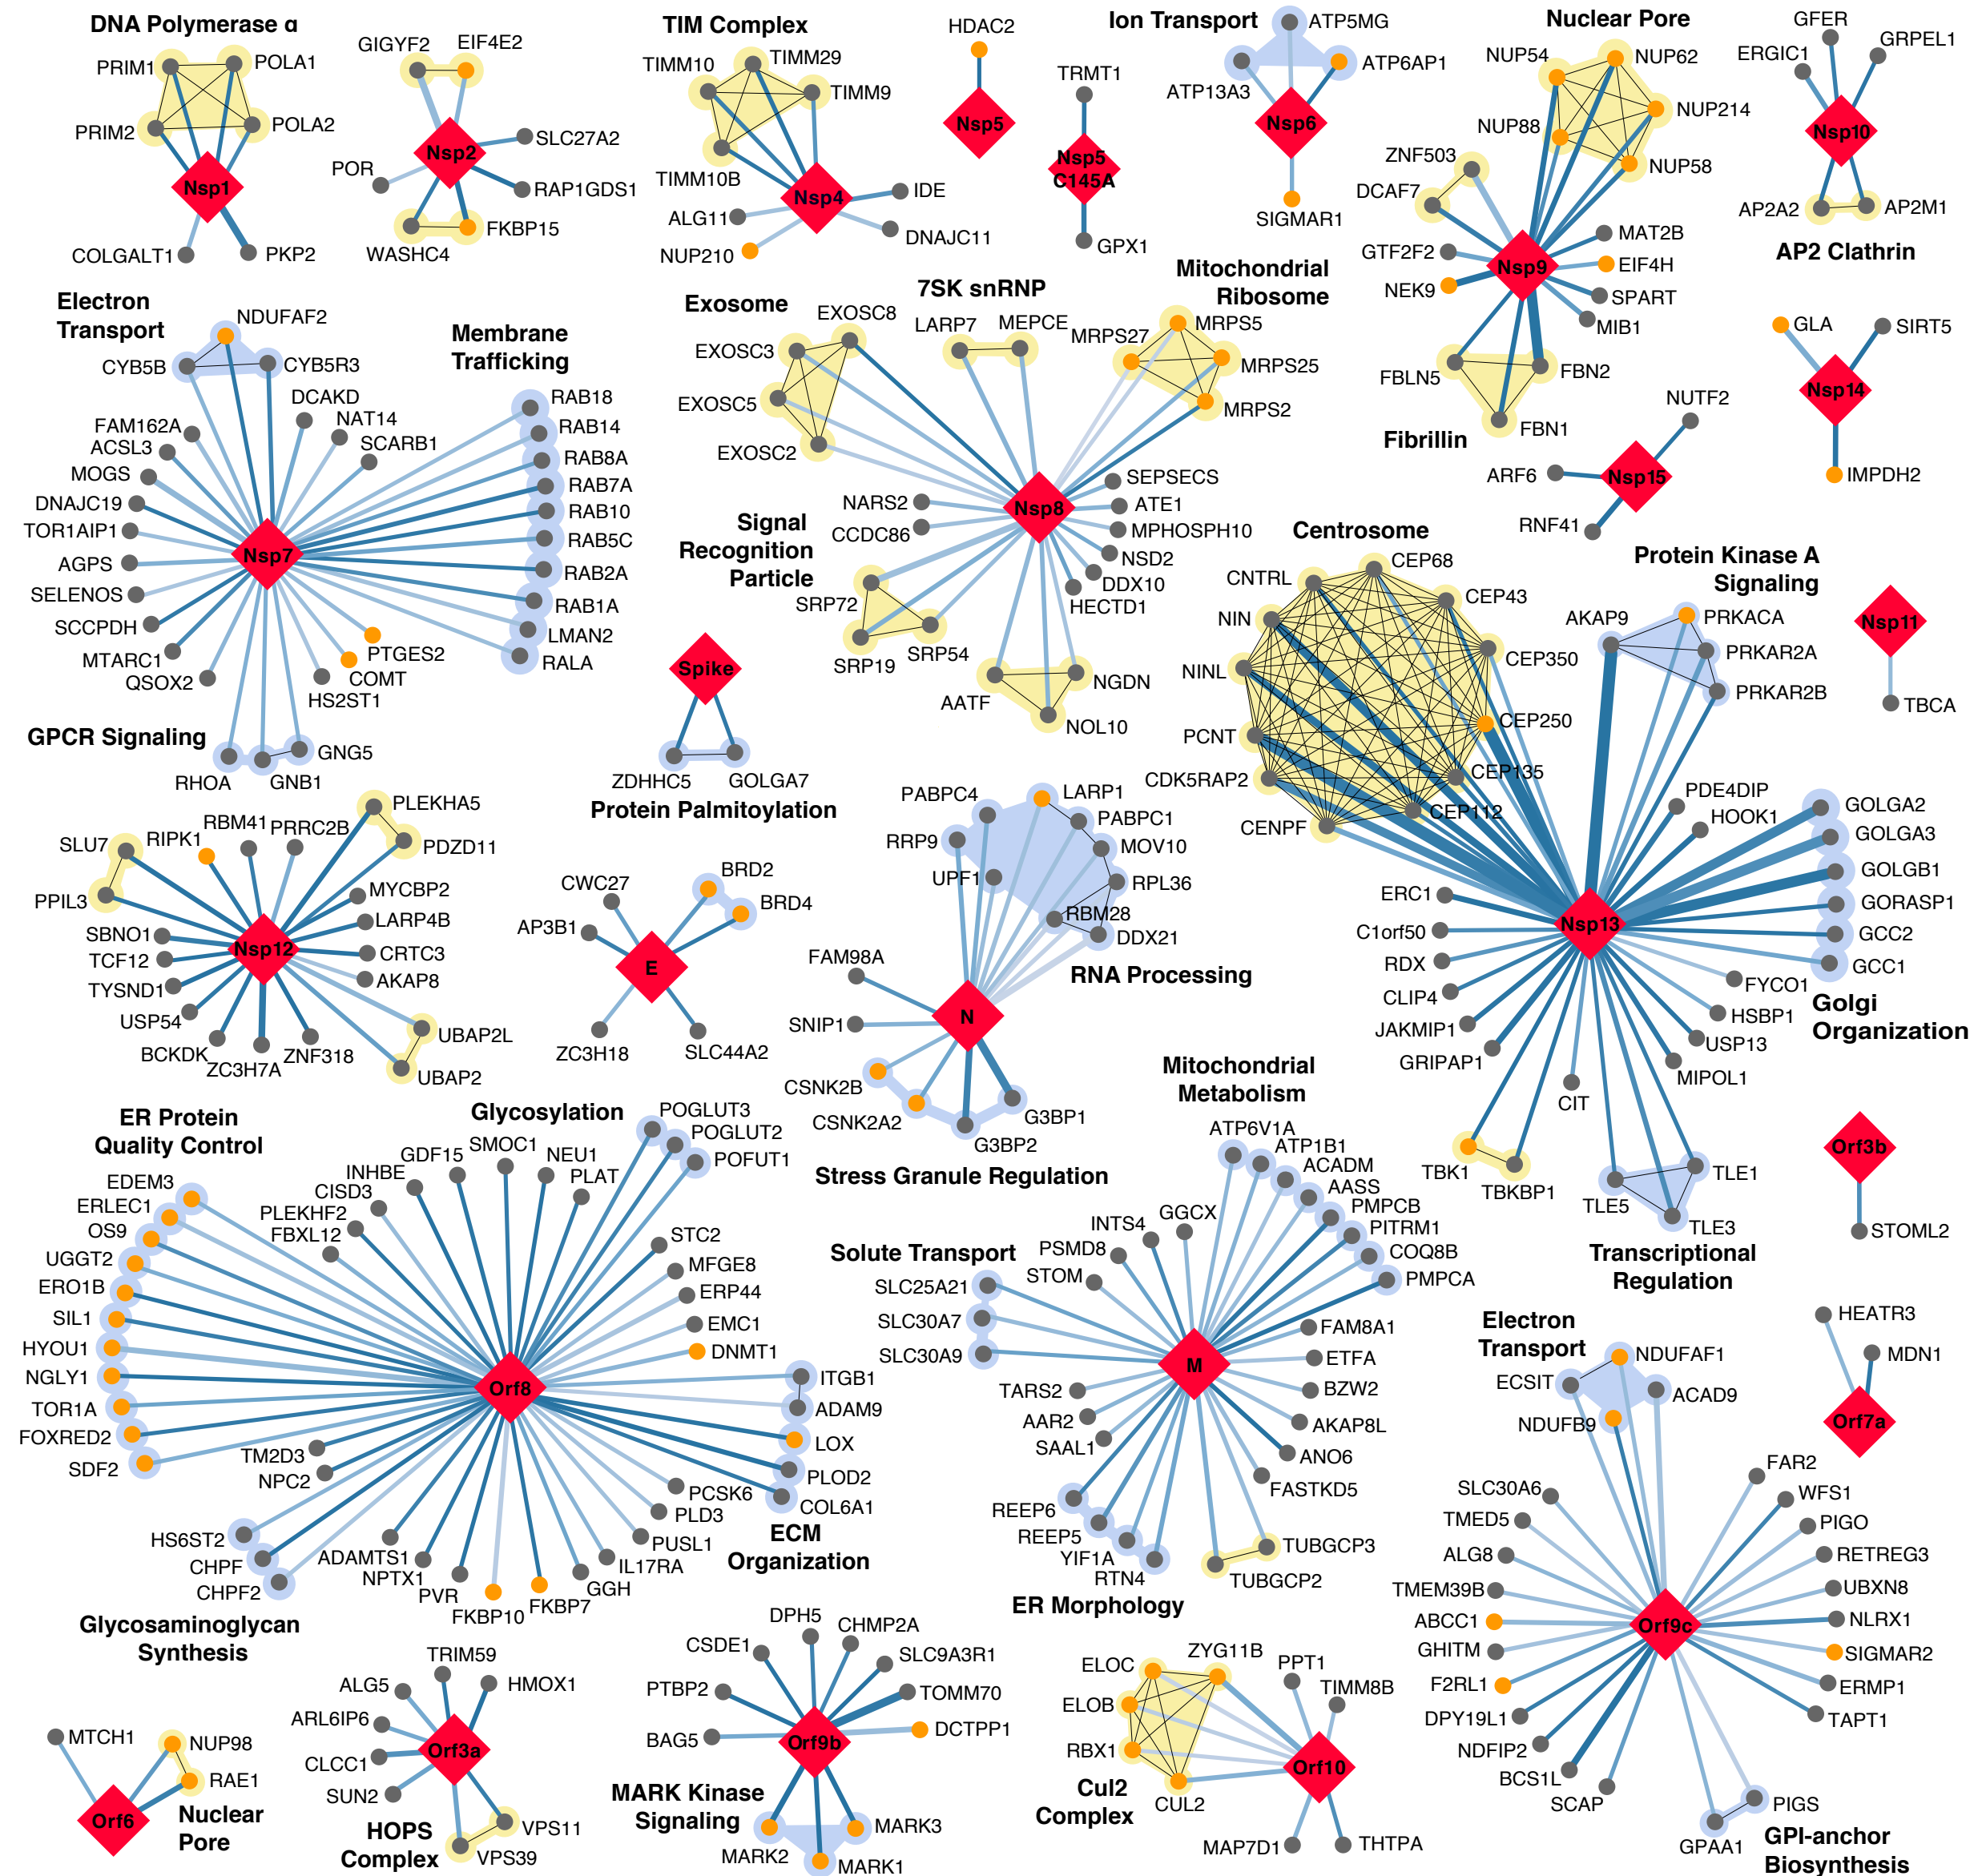 DNA Polymerase α
PRIM1
POLA1
PRIM2
POLA2
Nsp1
COLGALT1
PKP2
GIGYF2
EIF4E2
Nsp2
SLC27A2
POR
RAP1GDS1
WASHC4
FKBP15
TIM Complex
TIMM10
TIMM29
TIMM9
TIMM10B
Nsp4
IDE
ALG11
DNAJC11
NUP210
HDAC2
Nsp5
TRMT1
Nsp5
C145A
GPX1
Ion Transport
ATP5MG
ATP6AP1
ATP13A3
Nsp6
SIGMAR1
Nuclear Pore
NUP54
NUP62
NUP214
NUP88
NUP58
ZNF503
DCAF7
GTF2F2
Nsp9
MAT2B
EIF4H
NEK9
SPART
MIB1
FBLN5
FBN2
FBN1
Fibrillin
GFER
ERGIC1
GRPEL1
Nsp10
AP2A2
AP2M1
AP2 Clathrin
Electron
Transport
NDUFAF2
CYB5B
CYB5R3
Membrane
Trafficking
DCAKD
NAT14
SCARB1
FAM162A
ACSL3
MOGS
DNAJC19
TOR1AIP1
AGPS
SELENOS
SCCPDH
MTARC1
QSOX2
Nsp7
RAB18
RAB14
RAB8A
RAB7A
RAB10
RAB5C
RAB2A
RAB1A
LMAN2
RALA
PTGES2
COMT
HS2ST1
GPCR Signaling
RHOA
GNB1
GNG5
Exosome
EXOSC8
EXOSC3
EXOSC5
EXOSC2
7SK snRNP
LARP7
MEPCE
Mitochondrial
Ribosome
MRPS27
MRPS5
MRPS25
MRPS2
Nsp8
SEPSECS
ATE1
MPHOSPH10
NSD2
DDX10
HECTD1
NARS2
CCDC86
Signal
Recognition
Particle
SRP72
SRP19
SRP54
AATF
NGDN
NOL10
GLA
SIRT5
Nsp14
IMPDH2
NUTF2
ARF6
Nsp15
RNF41
Spike
ZDHHC5
GOLGA7
Protein Palmitoylation
Centrosome
CEP68
CNTRL
CEP43
NIN
CEP350
NINL
CEP250
PCNT
CEP135
CDK5RAP2
CEP112
CENPF
Protein Kinase A
Signaling
AKAP9
PRKACA
PRKAR2A
PRKAR2B
Nsp11
TBCA
PDE4DIP
HOOK1
GOLGA2
GOLGA3
GOLGB1
GORASP1
GCC2
GCC1
Golgi
Organization
Nsp13
ERC1
C1orf50
RDX
CLIP4
JAKMIP1
GRIPAP1
FYCO1
HSBP1
USP13
MIPOL1
CIT
TBK1
TBKBP1
TLE5
TLE1
TLE3
Transcriptional
Regulation
PLEKHA5
PDZD11
SLU7
RIPK1
RBM41
PRRC2B
PPIL3
MYCBP2
LARP4B
SBNO1
Nsp12
CRTC3
TCF12
AKAP8
TYSND1
USP54
BCKDK
ZC3H7A
ZNF318
UBAP2L
UBAP2
BRD2
BRD4
CWC27
AP3B1
E
ZC3H18
SLC44A2
PABPC4
LARP1
PABPC1
RRP9
MOV10
UPF1
RPL36
RBM28
DDX21
RNA Processing
FAM98A
SNIP1
N
CSNK2B
CSNK2A2
G3BP1
G3BP2
Stress Granule Regulation
Orf3b
STOML2
ER Protein
Quality Control
EDEM3
ERLEC1
OS9
UGGT2
ERO1B
SIL1
HYOU1
NGLY1
TOR1A
FOXRED2
SDF2
Glycosylation
POGLUT3
POGLUT2
POFUT1
SMOC1
NEU1
PLAT
GDF15
INHBE
CISD3
PLEKHF2
FBXL12
STC2
MFGE8
ERP44
EMC1
DNMT1
Orf8
ITGB1
ADAM9
LOX
PLOD2
COL6A1
ECM
Organization
TM2D3
NPC2
HS6ST2
CHPF
CHPF2
Glycosaminoglycan
Synthesis
ADAMTS1
NPTX1
PVR
FKBP10
FKBP7
GGH
IL17RA
PUSL1
PLD3
PCSK6
Mitochondrial
Metabolism
ATP6V1A
ATP1B1
ACADM
AASS
PMPCB
PITRM1
COQ8B
PMPCA
GGCX
INTS4
PSMD8
STOM
Solute Transport
SLC25A21
SLC30A7
SLC30A9
M
FAM8A1
ETFA
BZW2
AKAP8L
ANO6
FASTKD5
TARS2
AAR2
SAAL1
REEP6
REEP5
YIF1A
RTN4
TUBGCP3
TUBGCP2
ER Morphology
HEATR3
MDN1
Orf7a
Electron
Transport
NDUFAF1
ECSIT
ACAD9
NDUFB9
FAR2
WFS1
PIGO
RETREG3
UBXN8
NLRX1
SIGMAR2
ERMP1
TAPT1
SLC30A6
TMED5
ALG8
TMEM39B
ABCC1
GHITM
F2RL1
DPY19L1
NDFIP2
BCS1L
SCAP
Orf9c
PIGS
GPAA1
GPI-anchor
Biosynthesis
MTCH1
NUP98
RAE1
Orf6
Nuclear
Pore
TRIM59
ALG5
HMOX1
ARL6IP6
Orf3a
CLCC1
SUN2
VPS11
VPS39
HOPS
Complex
DPH5
CSDE1
CHMP2A
SLC9A3R1
PTBP2
TOMM70
BAG5
DCTPP1
Orf9b
MARK Kinase
Signaling
MARK2
MARK3
MARK1
ELOC
ZYG11B
ELOB
RBX1
CUL2
Cul2
Complex
PPT1
TIMM8B
Orf10
MAP7D1
THTPA